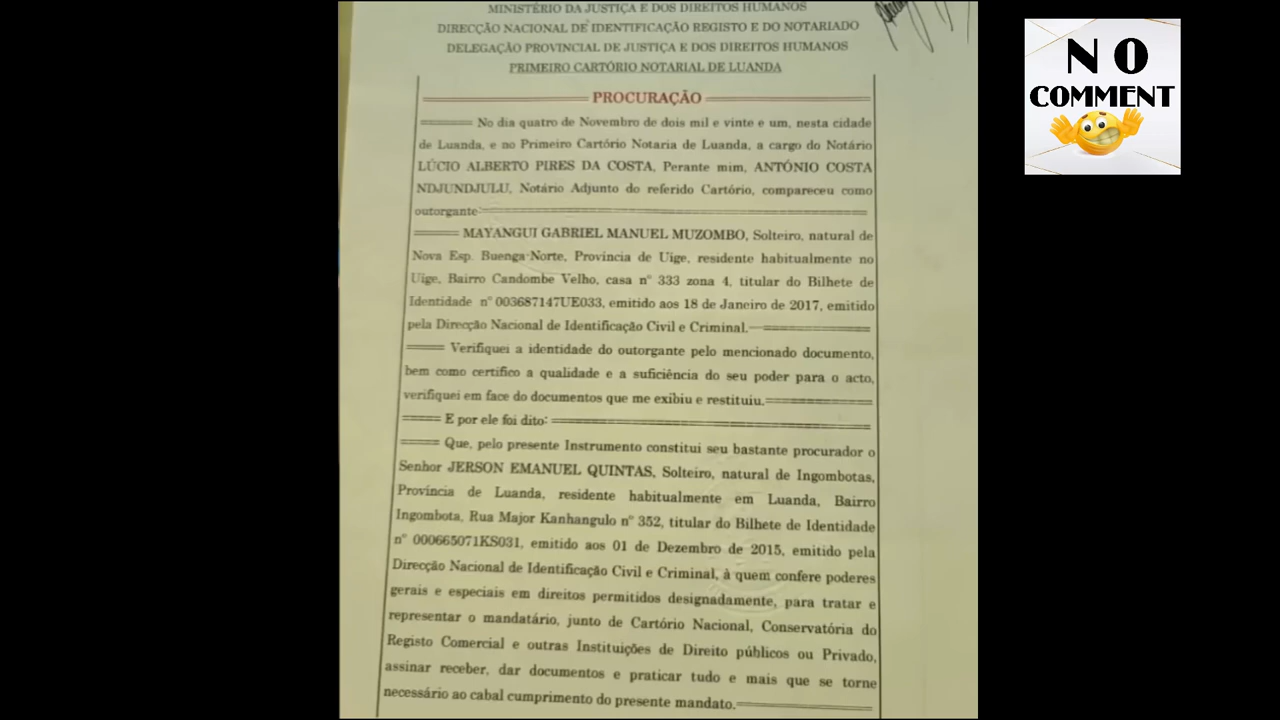 MINISTÉRIO DA JUSTIÇA E DOS DIREITOS HUMANOS
DIRECÇÃO NACIONAL DE IDENTIFICAÇÃO REGISTO E DO NOTARIADO
DELEGAÇÃO PROVINCIAL DE JUSTIÇA E DOS DIREITOS HUMANOS
PRIMEIRO CARTÓRIO NOTARIAL DE LUANDA
PROCURAÇÃO
No dia quatro de Novembro de dois mil e vinte e um, nesta cidade
de Luanda, e no Primeiro Cartório Notaria de Luanda, a cargo do Notário
LÚCIO ALBERTO PIRES DA COSTA, Perante mim, ANTÓNIO COSTA
NDJUNDJULU, Notário Adjunto do referido Cartório, compareceu como
outorgante
MAYANGUI GABRIEL MANUEL MUZOMBO, Solteiro, natural de
Nova Esp. Buenga-Norte, Província de Uige, residente habitualmente no
Uige, Bairro Candombe Velho, casa nº 333 zona 4, titular do Bilhete de
Identidade nº 003687147UE033, emitido aos 18 de Janeiro de 2017, emitido
pela Direcção Nacional de Identificação Civil e Criminal.
Verifiquei a identidade do outorgante pelo mencionado documento,
bem como certifico a qualidade e a suficiência do seu poder para o acto,
verifiquei em face do documentos que me exibiu e restituiu.
E por ele foi dito:
Que, pelo presente Instrumento constitui seu bastante procurador o
Senhor JERSON EMANUEL QUINTAS, Solteiro, natural de Ingombotas,
Província de Luanda, residente habitualmente em Luanda, Bairro
Ingombota, Rua Major Kanhangulo nº 352, titular do Bilhete de Identidade
nº 000665071KS031, emitido aos 01 de Dezembro de 2015, emitido pela
Direcção Nacional de Identificação Civil e Criminal, à quem confere poderes
gerais e especiais em direitos permitidos designadamente, para tratar e
representar o mandatário, junto de Cartório Nacional, Conservatória do
Registo Comercial e outras Instituições de Direito públicos ou Privado,
assinar receber, dar documentos e praticar tudo e mais que se torne
necessário ao cabal cumprimento do presente mandato.
NO
COMMENT